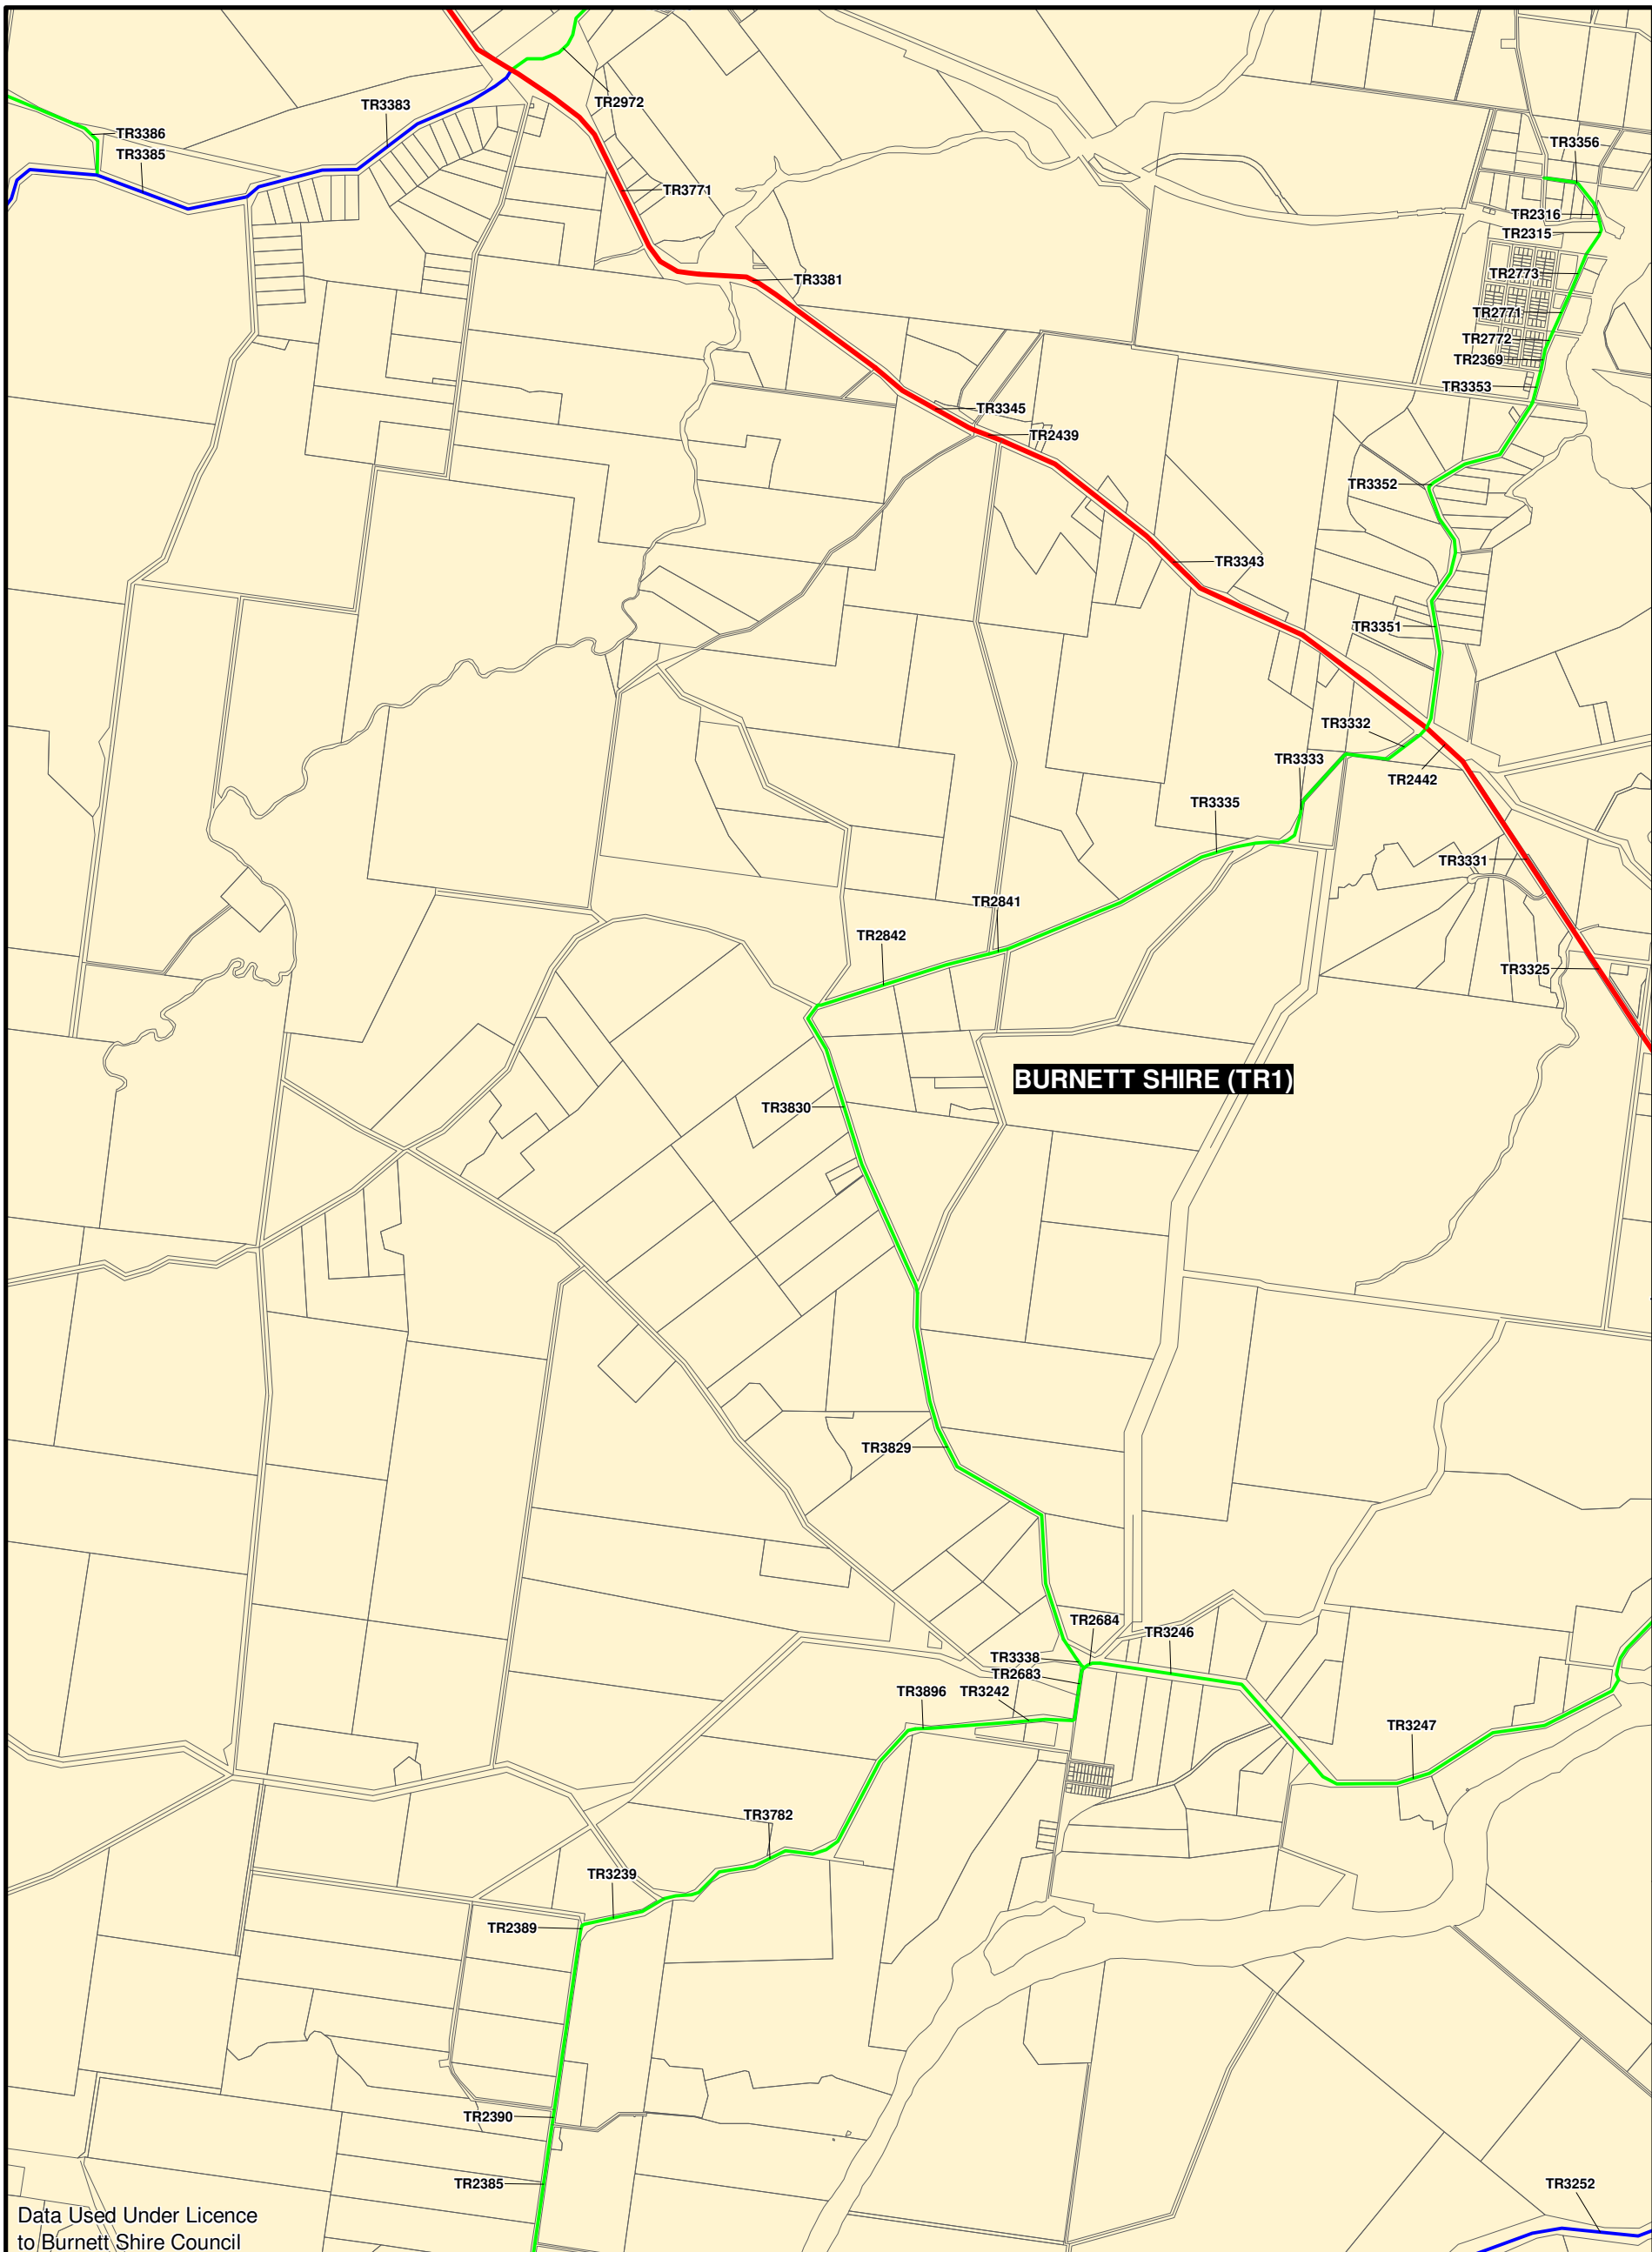 TR2972
TR3383
TR3386
TR3356
TR3385
TR3771
TR2316
TR2315
TR2773
TR3381
TR2771
TR2772
TR2369
TR3353
TR3345
TR2439
TR3352
TR3343
TR3351
TR3332
TR3333
TR2442
TR3335
TR3331
TR2841
TR2842
TR3325
BURNETT SHIRE (TR1)
TR3830
TR3829
TR2684
TR3246
TR3338
TR2683
TR3896
TR3242
TR3247
TR3782
TR3239
TR2389
TR2390
TR2385
TR3252
Data Used Under Licence
to Burnett Shire Council